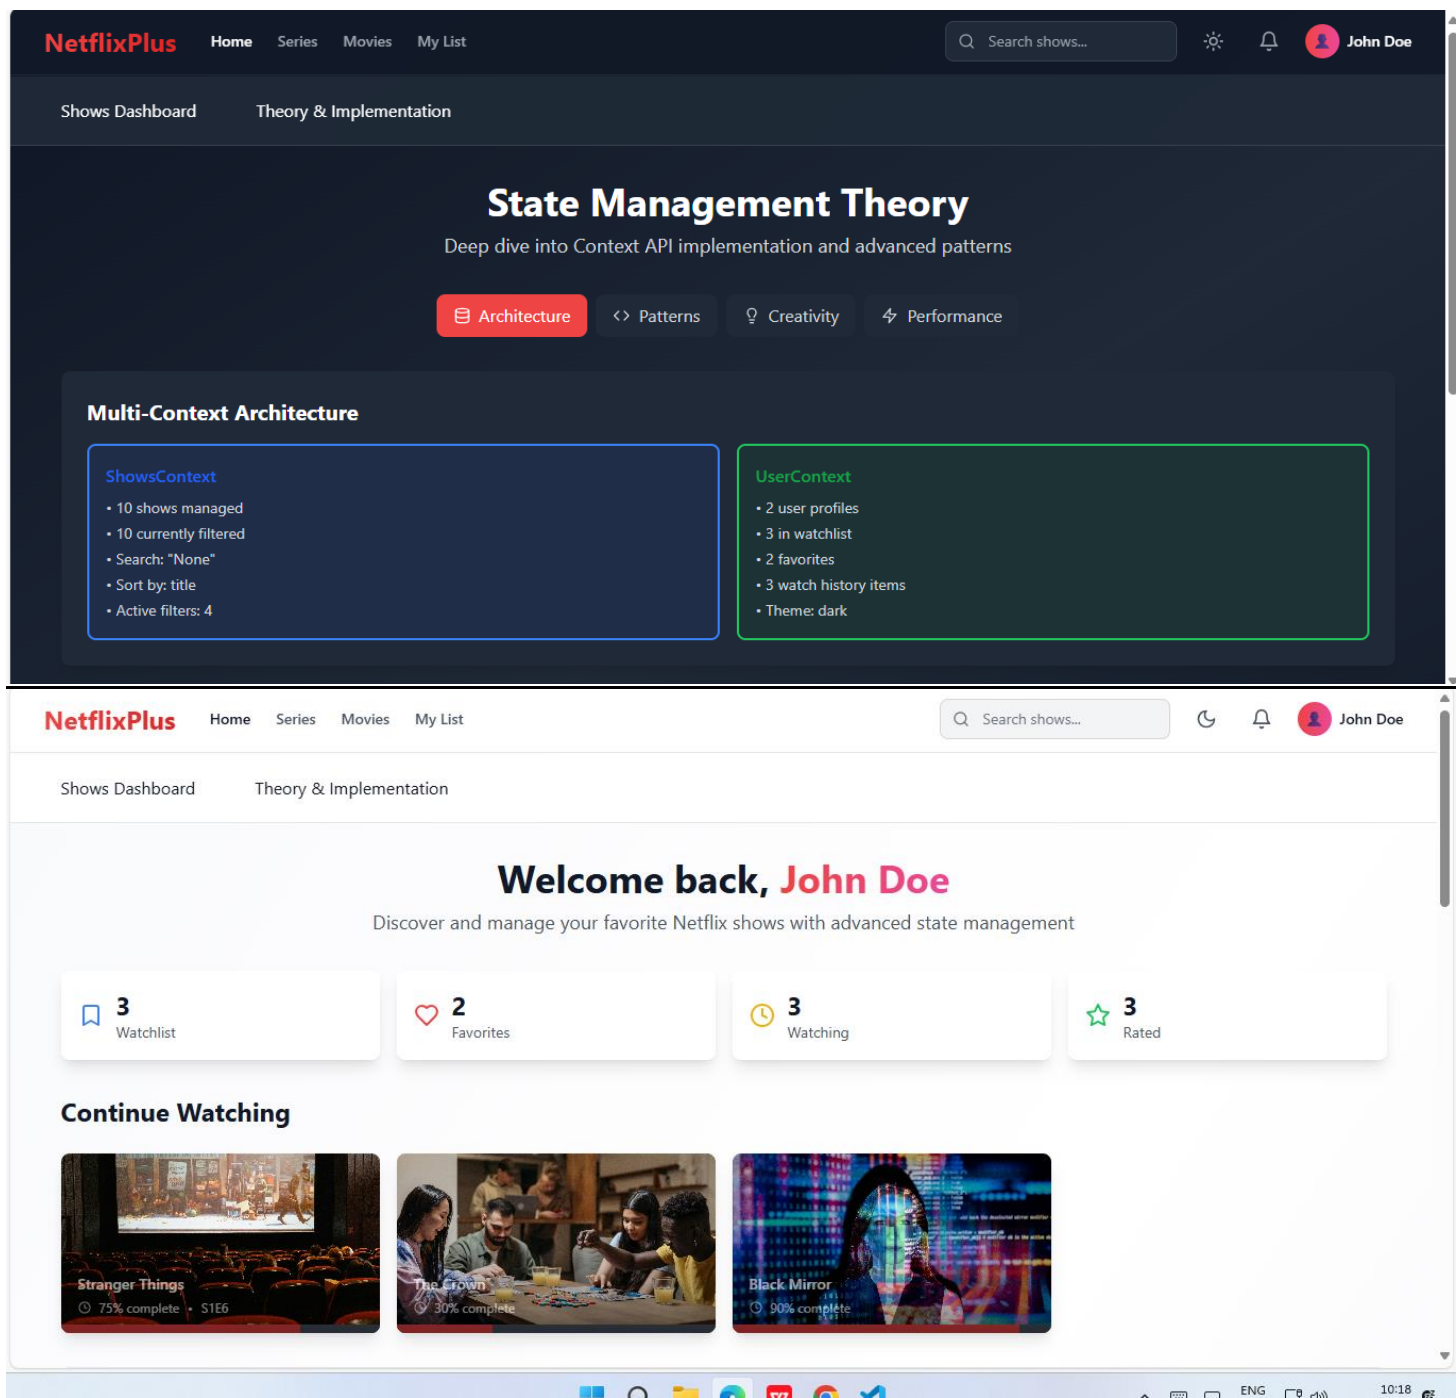 NetflixPlus Home Series Movies My List Search shows... John Doe
Shows Dashboard Theory & Implementation
State Management Theory
Deep dive into Context API implementation and advanced patterns
Architecture <> Patterns Creativity Performance
Multi-Context Architecture
ShowsContext
• 10 shows managed
• 10 currently filtered
• Search: "None"
• Sort by: title
• Active filters: 4
UserContext
• 2 user profiles
• 3 in watchlist
• 2 favorites
• 3 watch history items
• Theme: dark
NetflixPlus Home Series Movies My List Search shows... John Doe
Shows Dashboard Theory & Implementation
Welcome back, John Doe
Discover and manage your favorite Netflix shows with advanced state management
3
Watchlist
2
Favorites
3
Watching
3
Rated
Continue Watching
Stranger Things
75% complete • S1E6
The Crown
30% complete
Black Mirror
90% complete
ENG 10:18